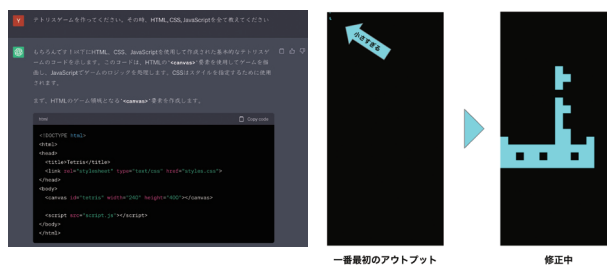 Y
テトリスゲームを作ってください。その時、HTML, CSS, JavaScriptを全て教えてください
もちろんです！以下にHTML、CSS、JavaScriptを使用して作成された基本的なテトリスゲ
ームのコードを示します。このコードは、HTMLの`<canvas>`要素を使用してゲームを描
画し、JavaScriptでゲームのロジックを処理します。CSSはスタイルを指定するために使用
されます。
まず、HTMLのゲーム領域となる`<canvas>`要素を作成します。
html
Copy code
<!DOCTYPE html>
<html>
<head>
<title>Tetris</title>
<link rel="stylesheet" type="text/css" href="styles.css">
</head>
<body>
<canvas id="tetris" width="240" height="400"></canvas>
<script src="script.js"></script>
</body>
</html>
小さすぎる
一番最初のアウトプット
修正中